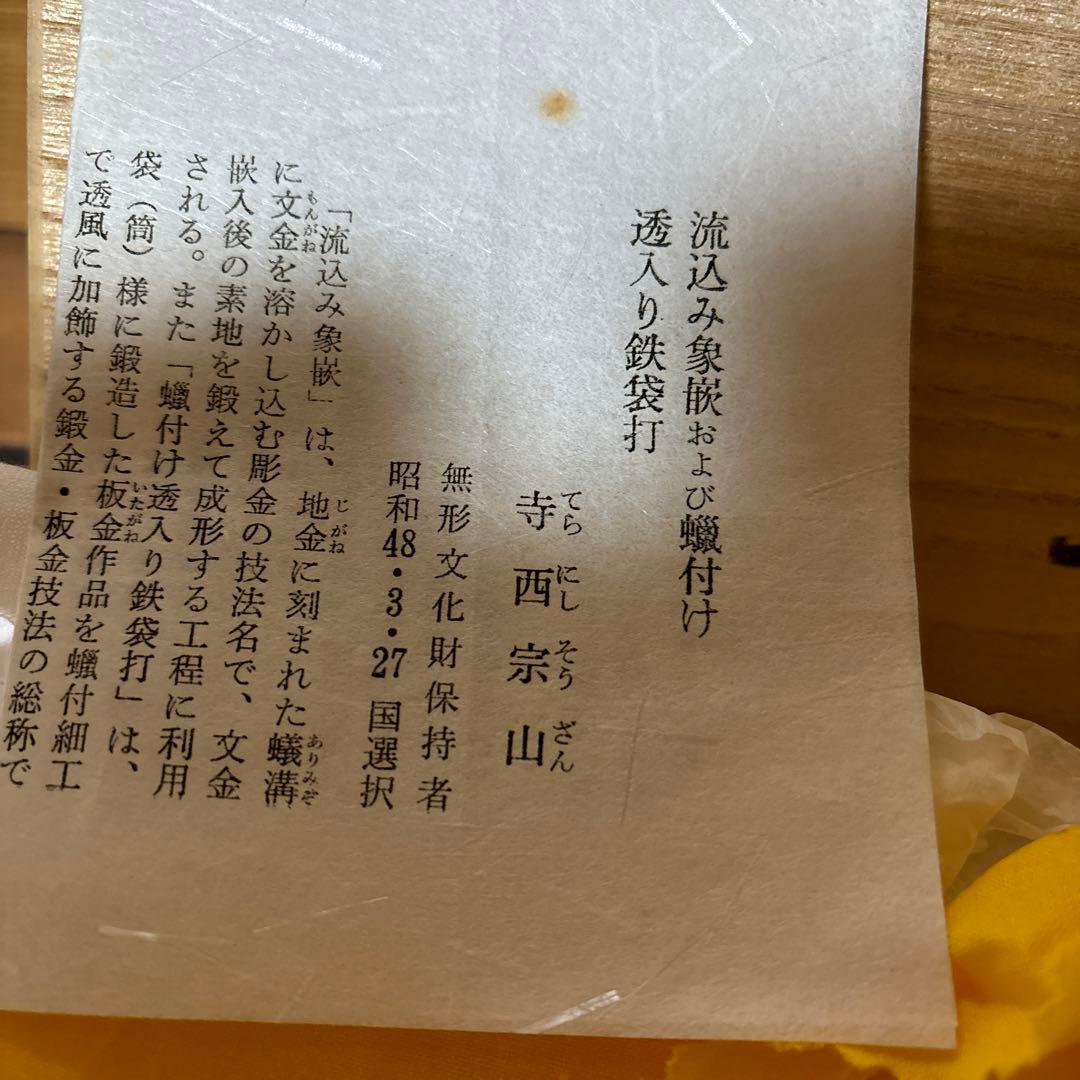 流込み象嵌および蠟付け
透入り鉄袋打
寺西宗山
てらにしそうざん
無形文化財保持者
昭和48・3・27国選択
「流込み象嵌」は、地金に刻まれた蟻溝
じがね
ありみぞ
に文金を溶かし込む彫金の技法名で、文金
もんがね
嵌入後の素地を鍛えて成形する工程に利用
される。また「蠟付け透入り鉄袋打」は、
袋(筒)様に鍛造した板金作品を蠟付細工
いたがね
で透風に加飾する鍛金・板金技法の総称で